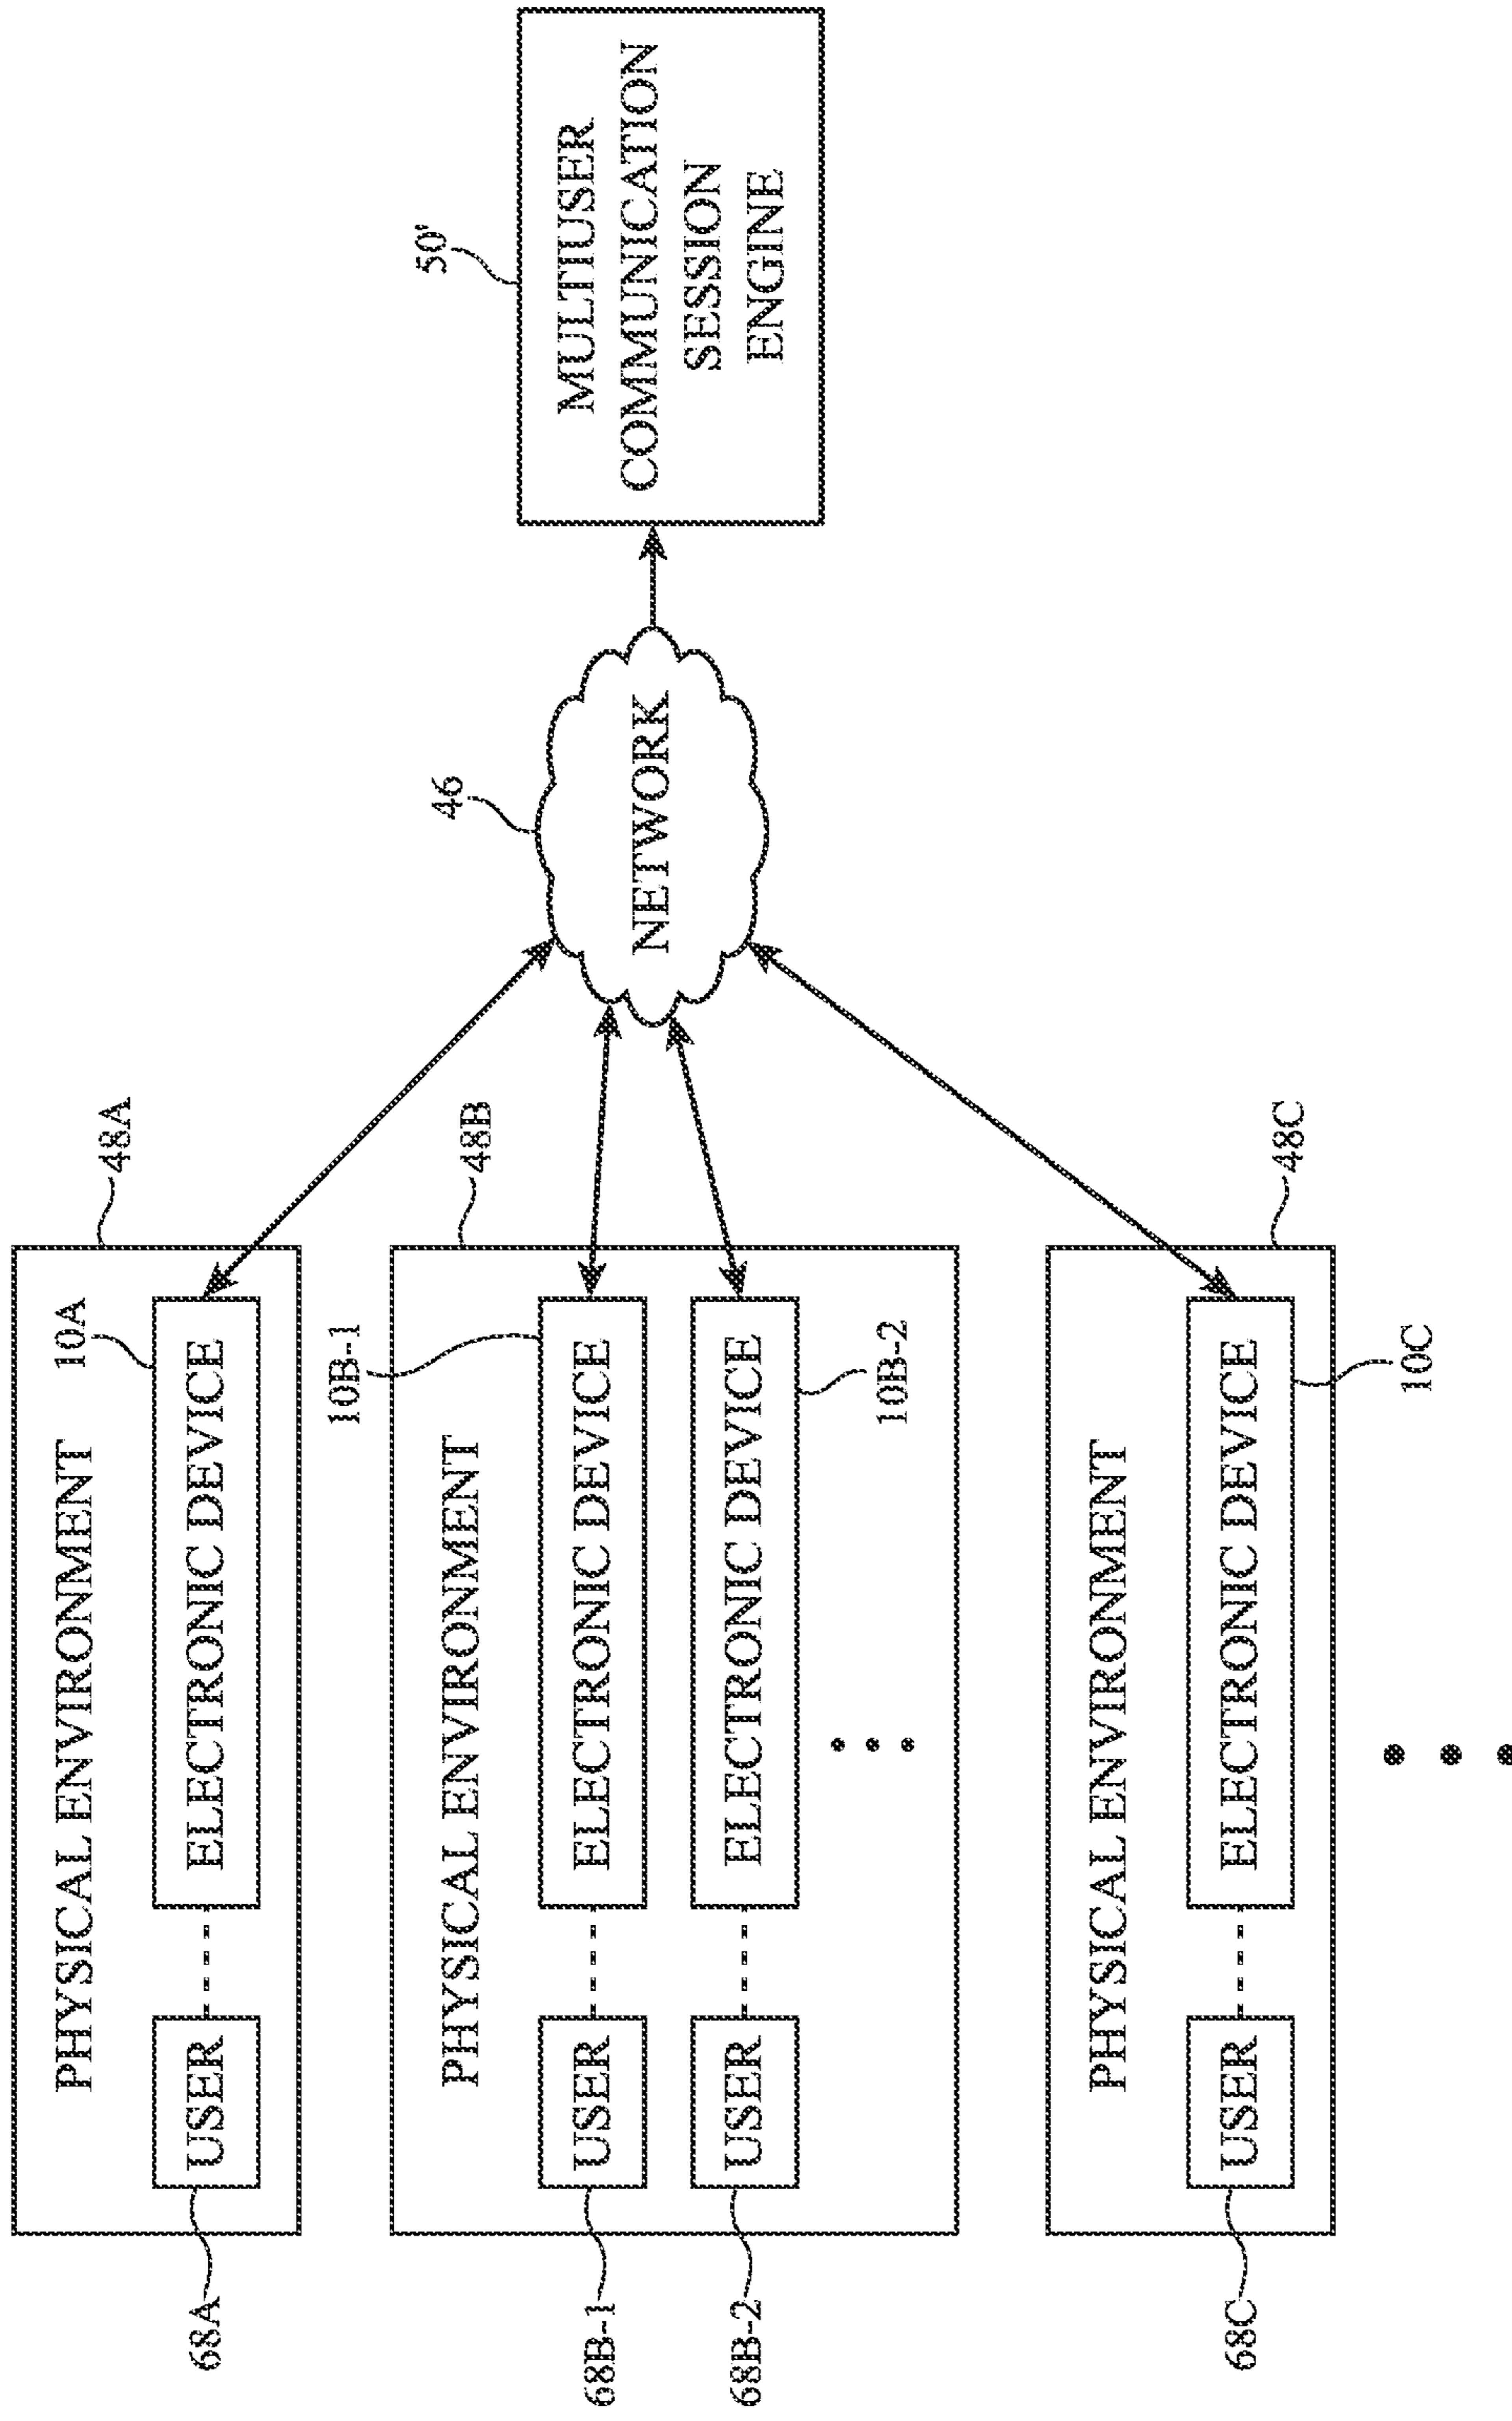 48A
PHYSICAL ENVIRONMENT
10A
68A
USER
ELECTRONIC DEVICE
48B
PHYSICAL ENVIRONMENT
10B-1
68B-1
USER
ELECTRONIC DEVICE
68B-2
USER
ELECTRONIC DEVICE
10B-2
48C
PHYSICAL ENVIRONMENT
68C
USER
ELECTRONIC DEVICE
10C
46
NETWORK
50'
MULTIUSER
COMMUNICATION
SESSION
ENGINE